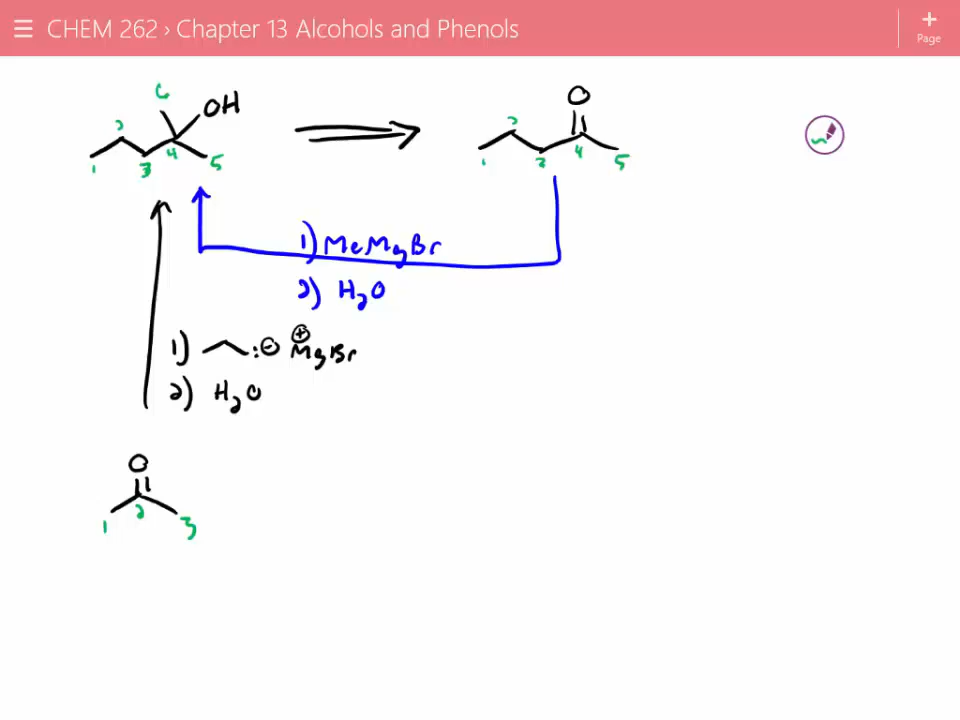 ☰ CHEM 262 › Chapter 13 Alcohols and Phenols
+
Page
6
OH
O
2
2
1
3
4
5
1
3
4
5
1) MeMgBr
2) H₂O
1) :⊖ ⊕MgBr
2) H₂O
O
1
2
3